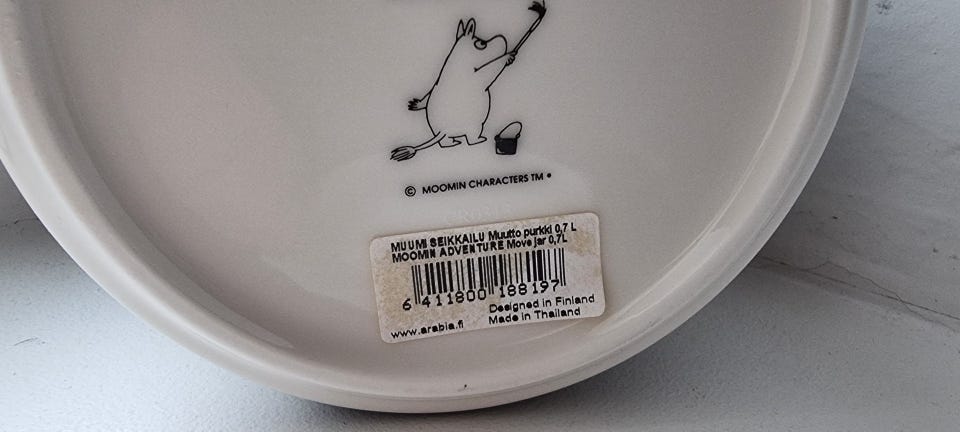 © MOOMIN CHARACTERS TM •
MUUMI SEIKKAILU Muutto purkki 0,7 L
MOOMIN ADVENTURE Move jar 0,7L
6 411800 188197
Designed in Finland
www.arabia.fi Made in Thailand